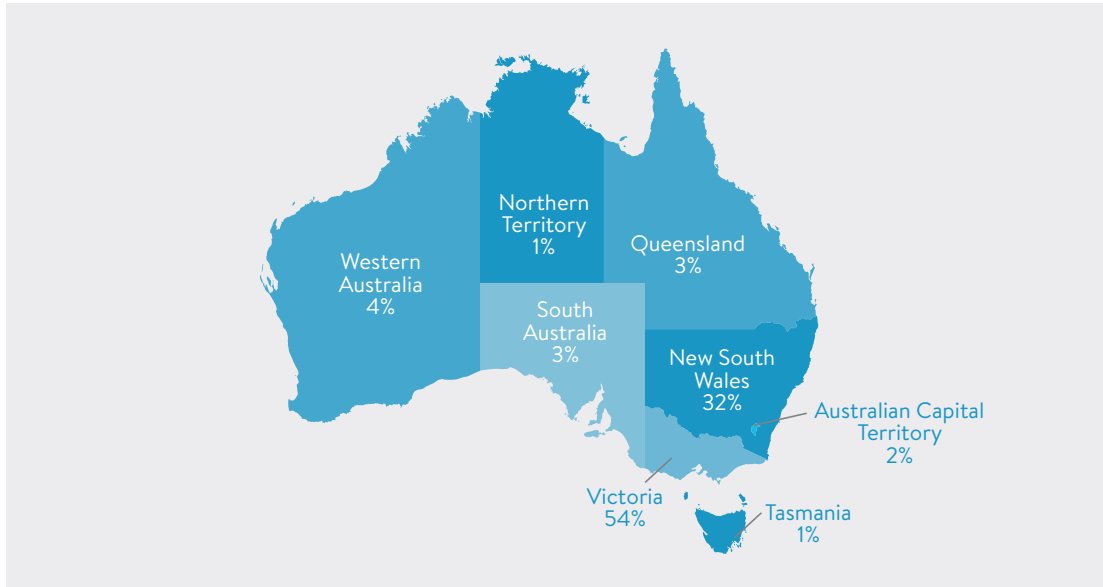 Northern
Territory
1%
Queensland
3%
Western
Australia
4%
South
Australia
3%
New South
Wales
32%
Australian Capital
Territory
2%
Victoria
54%
Tasmania
1%